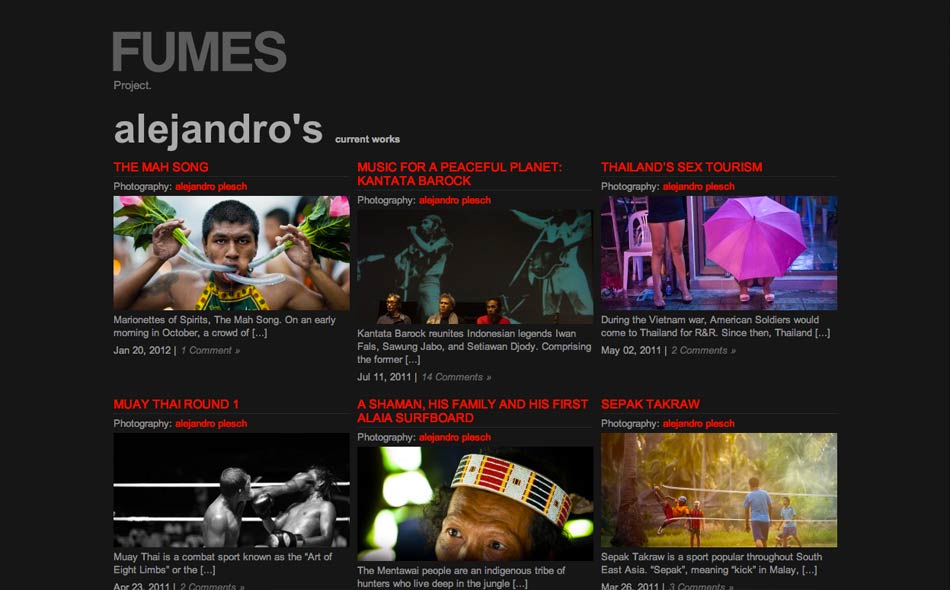 FUMES
Project.
alejandro's current works
THE MAH SONG
Photography: alejandro plesch
Marionettes of Spirits, The Mah Song. On an early
morning in October, a crowd of [...]
Jan 20, 2012 | 1 Comment »
MUSIC FOR A PEACEFUL PLANET:
KANTATA BAROCK
Photography: alejandro plesch
Kantata Barock reunites Indonesian legends Iwan
Fals, Sawung Jabo, and Setiawan Djody. Comprising
the former [...]
Jul 11, 2011 | 14 Comments »
THAILAND'S SEX TOURISM
Photography: alejandro plesch
During the Vietnam war, American Soldiers would
come to Thailand for R&R. Since then, Thailand [...]
May 02, 2011 | 2 Comments »
MUAY THAI ROUND 1
Photography: alejandro plesch
Muay Thai is a combat sport known as the “Art of
Eight Limbs” or the [...]
Apr 23, 2011 | 2 Comments »
A SHAMAN, HIS FAMILY AND HIS FIRST
ALAIA SURFBOARD
Photography: alejandro plesch
The Mentawai people are an indigenous tribe of
hunters who live deep in the jungle [...]
SEPAK TAKRAW
Photography: alejandro plesch
Sepak Takraw is a sport popular throughout South
East Asia. “Sepak”, meaning “kick” in Malay, [...]
Mar 26, 2011 | 3 Comments »